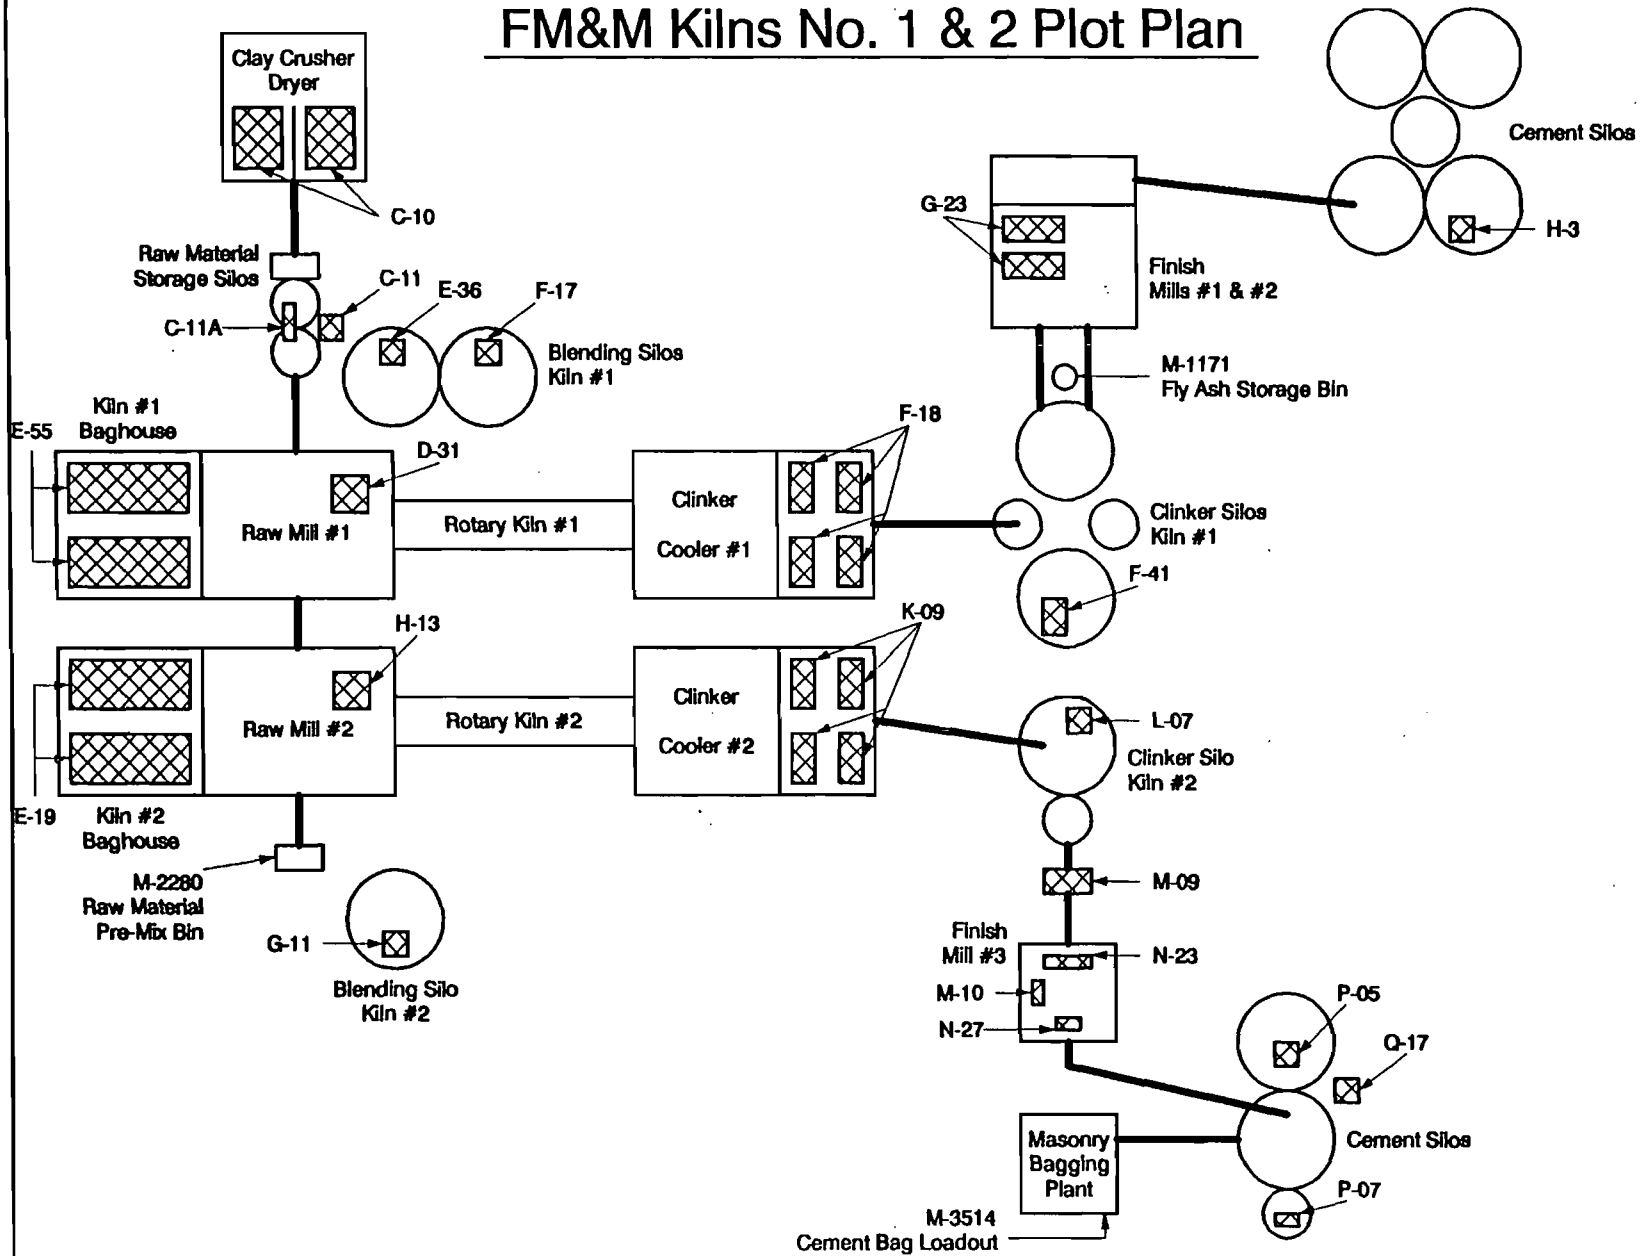 FM&M Kilns No. 1 & 2 Plot Plan
Clay Crusher
Dryer
Cement Silos
C-10
G-23
H-3
Raw Material
Storage Silos
C-11
E-36
F-17
Finish
Mills #1 & #2
C-11A
Blending Silos
Kiln #1
M-1171
Fly Ash Storage Bin
Kiln #1
Baghouse
E-55
D-31
F-18
Clinker
Cooler #1
Raw Mill #1
Rotary Kiln #1
Clinker Silos
Kiln #1
F-41
H-13
K-09
Clinker
Cooler #2
Raw Mill #2
Rotary Kiln #2
L-07
Clinker Silo
Kiln #2
E-19
Kiln #2
Baghouse
M-2280
Raw Material
Pre-Mix Bin
M-09
G-11
Finish
Mill #3
N-23
Blending Silo
Kiln #2
M-10
N-27
P-05
Q-17
Masonry
Bagging
Plant
Cement Silos
P-07
M-3514
Cement Bag Loadout